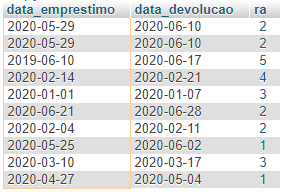 data_emprestimo data_devolucao ra
2020-05-29 2020-06-10 2
2020-05-29 2020-06-10 2
2019-06-10 2020-06-17 5
2020-02-14 2020-02-21 4
2020-01-01 2020-01-07 3
2020-06-21 2020-06-28 2
2020-02-04 2020-02-11 2
2020-05-25 2020-06-02 1
2020-03-10 2020-03-17 3
2020-04-27 2020-05-04 1